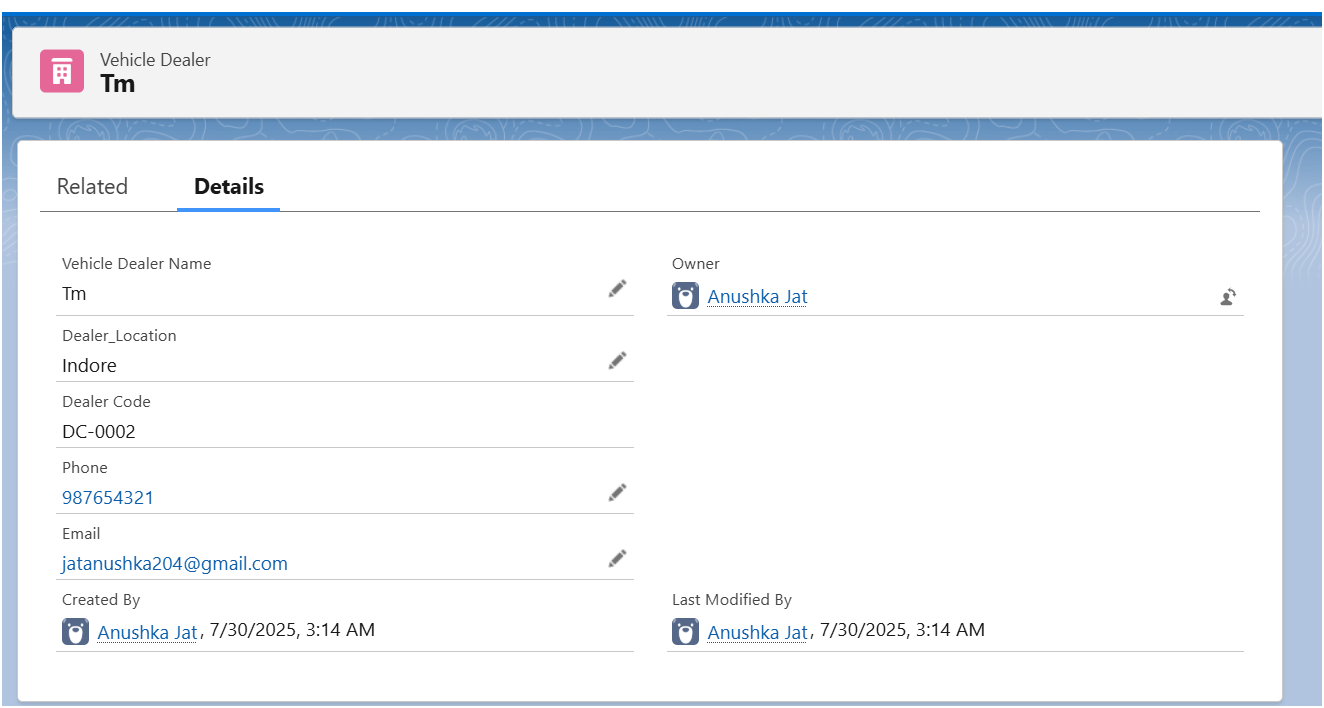 Vehicle Dealer
Tm
Related Details
Vehicle Dealer Name
Tm
Owner
Anushka Jat
Dealer_Location
Indore
Dealer Code
DC-0002
Phone
987654321
Email
jatanushka204@gmail.com
Created By
Anushka Jat, 7/30/2025, 3:14 AM
Last Modified By
Anushka Jat, 7/30/2025, 3:14 AM